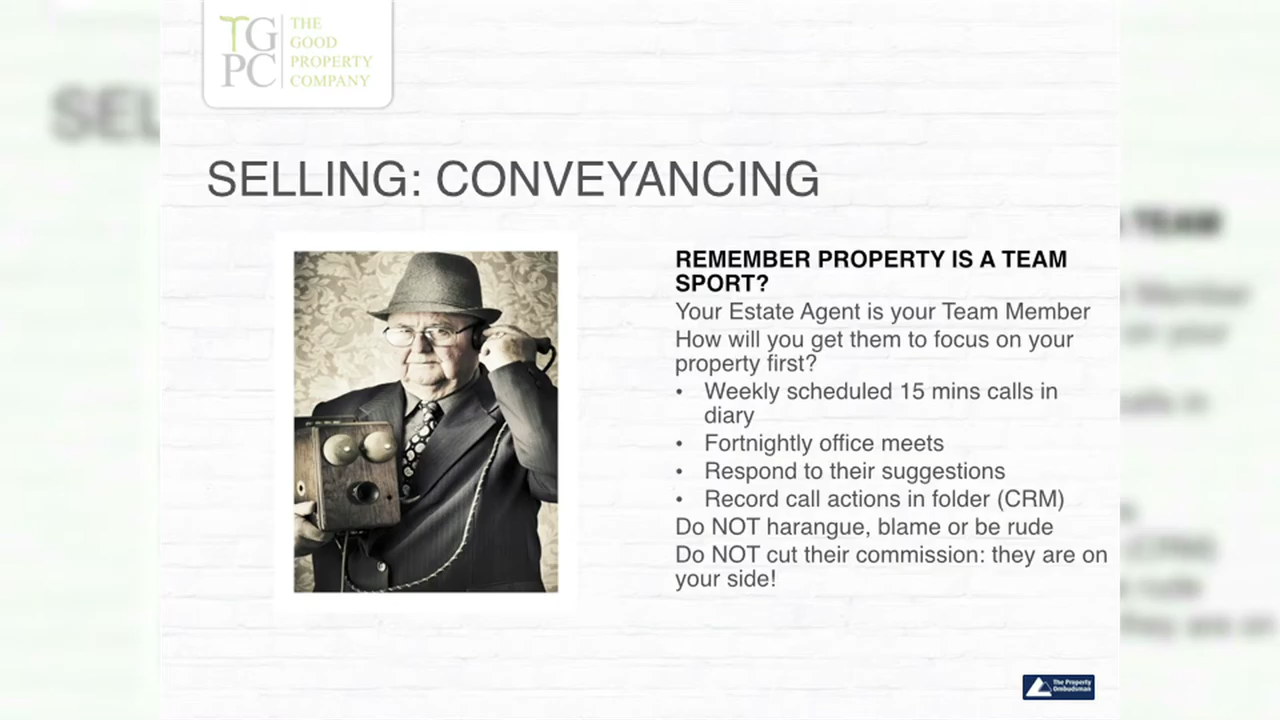 TG
PC
THE
GOOD
PROPERTY
COMPANY
SELLING: CONVEYANCING
REMEMBER PROPERTY IS A TEAM
SPORT?
Your Estate Agent is your Team Member
How will you get them to focus on your
property first?
• Weekly scheduled 15 mins calls in
diary
• Fortnightly office meets
• Respond to their suggestions
• Record call actions in folder (CRM)
Do NOT harangue, blame or be rude
Do NOT cut their commission: they are on
your side!
The Property
Ombudsman